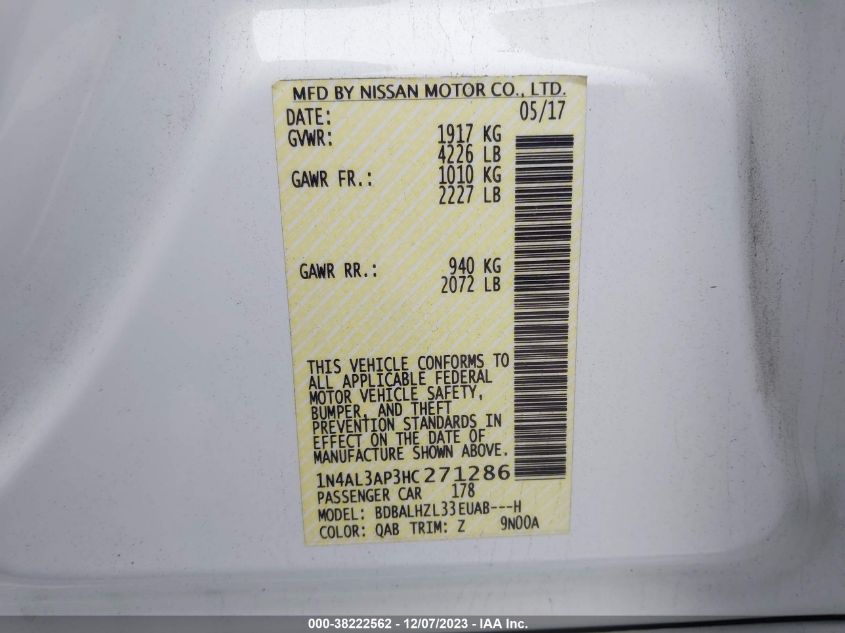 MFD BY NISSAN MOTOR CO., LTD.
DATE: 05/17
GVWR: 1917 KG
4226 LB
GAWR FR.: 1010 KG
2227 LB
GAWR RR.: 940 KG
2072 LB
THIS VEHICLE CONFORMS TO
ALL APPLICABLE FEDERAL
MOTOR VEHICLE SAFETY,
BUMPER, AND THEFT
PREVENTION STANDARDS IN
EFFECT ON THE DATE OF
MANUFACTURE SHOWN ABOVE.
1N4AL3AP3HC271286
PASSENGER CAR 178
MODEL: BDBALHZL33EUAB---H
COLOR: QAB TRIM: Z 9N00A
000-38222562 - 12/07/2023 - IAA Inc.